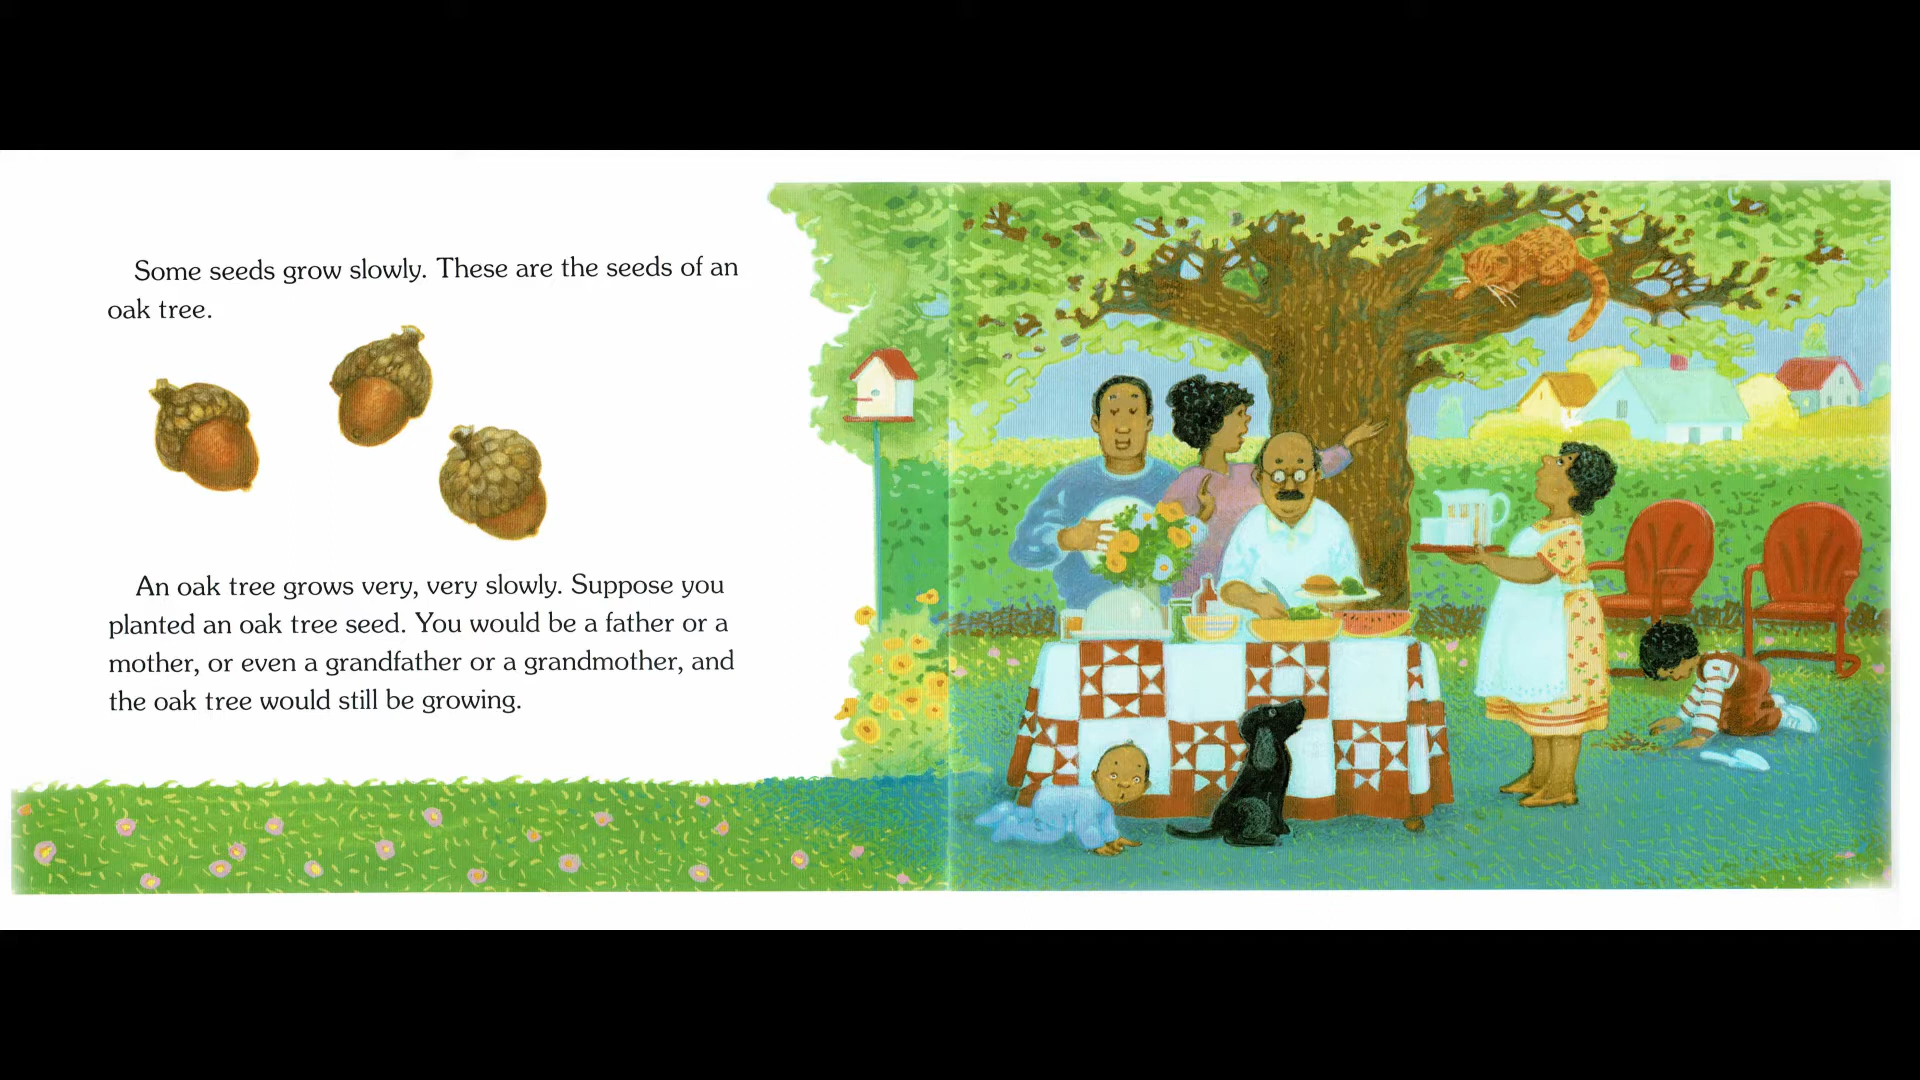 Some seeds grow slowly. These are the seeds of an
oak tree.
An oak tree grows very, very slowly. Suppose you
planted an oak tree seed. You would be a father or a
mother, or even a grandfather or a grandmother, and
the oak tree would still be growing.